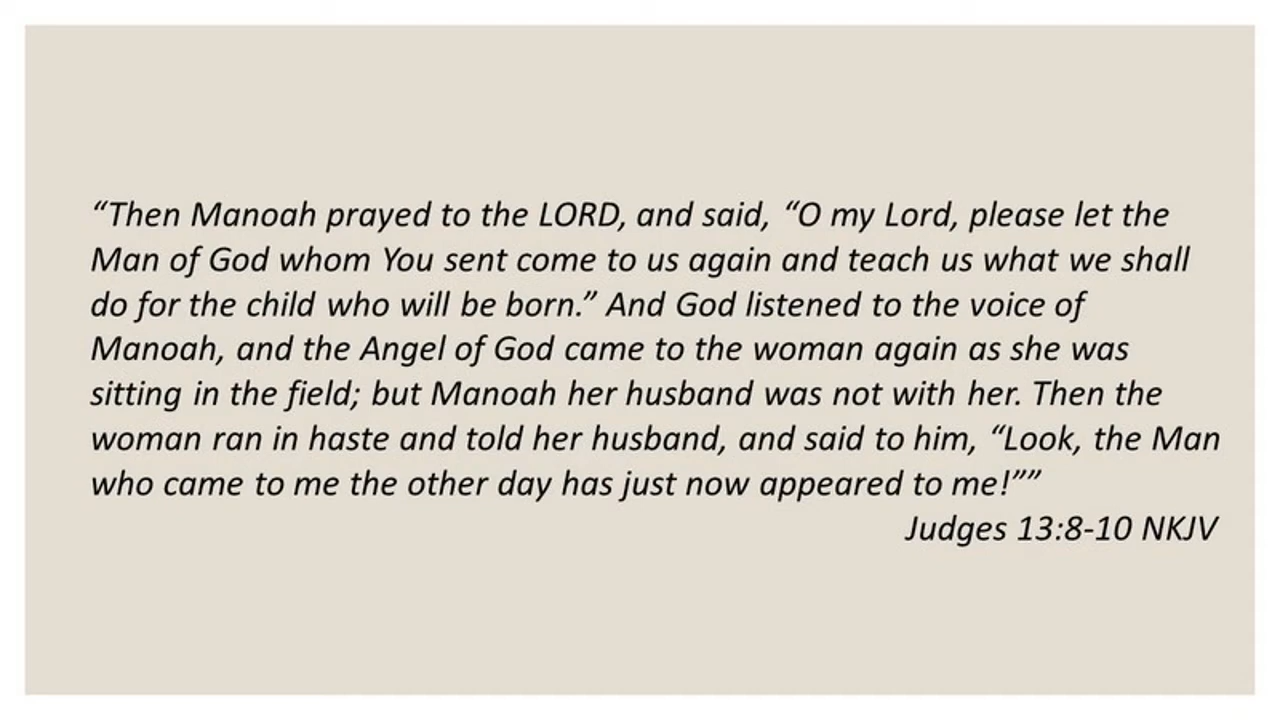 “Then Manoah prayed to the LORD, and said, “O my Lord, please let the
Man of God whom You sent come to us again and teach us what we shall
do for the child who will be born.” And God listened to the voice of
Manoah, and the Angel of God came to the woman again as she was
sitting in the field; but Manoah her husband was not with her. Then the
woman ran in haste and told her husband, and said to him, “Look, the Man
who came to me the other day has just now appeared to me!””
Judges 13:8-10 NKJV